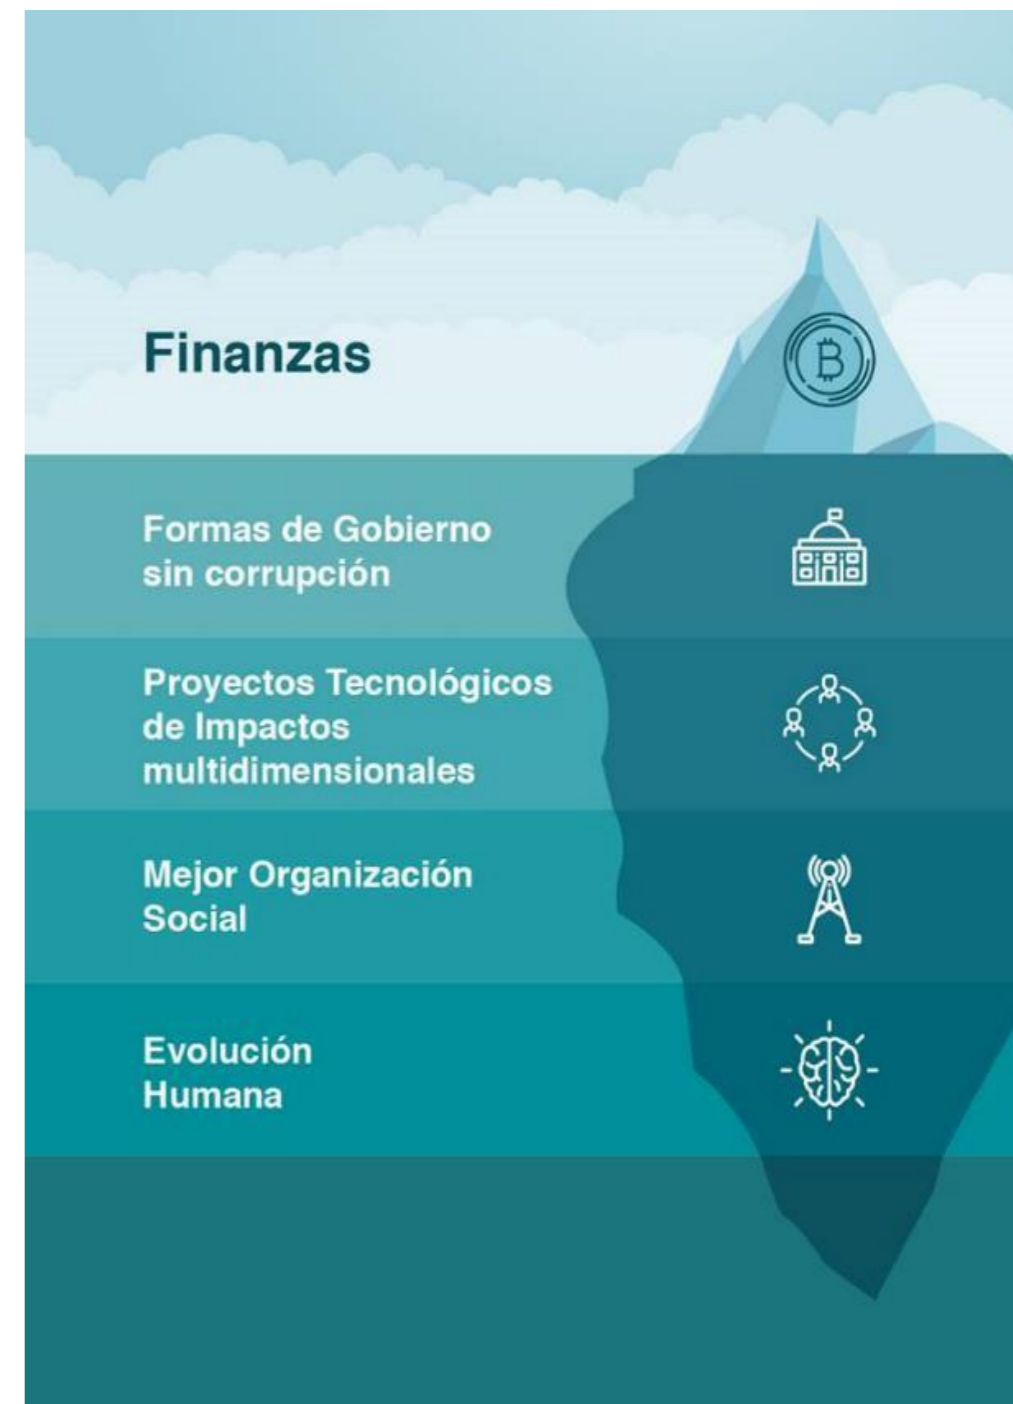 Finanzas
Formas de Gobierno
sin corrupción
Proyectos Tecnológicos
de Impactos
multidimensionales
Mejor Organización
Social
Evolución
Humana